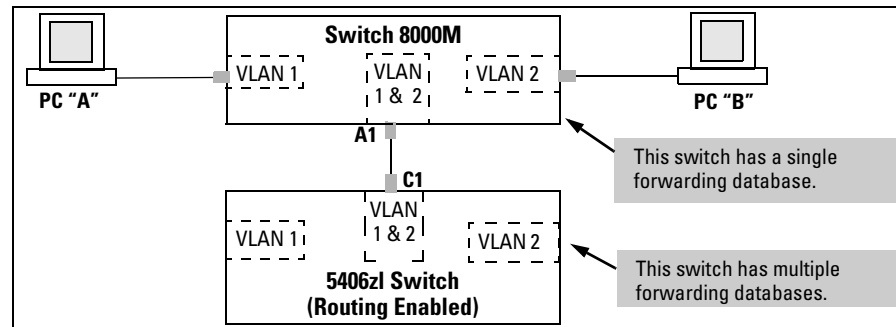 Switch 8000M
VLAN 1
VLAN
1 & 2
VLAN 2
PC “A”
PC “B”
A1
This switch has a single
forwarding database.
C1
VLAN
1 & 2
VLAN 1
VLAN 2
5406zl Switch
(Routing Enabled)
This switch has multiple
forwarding databases.